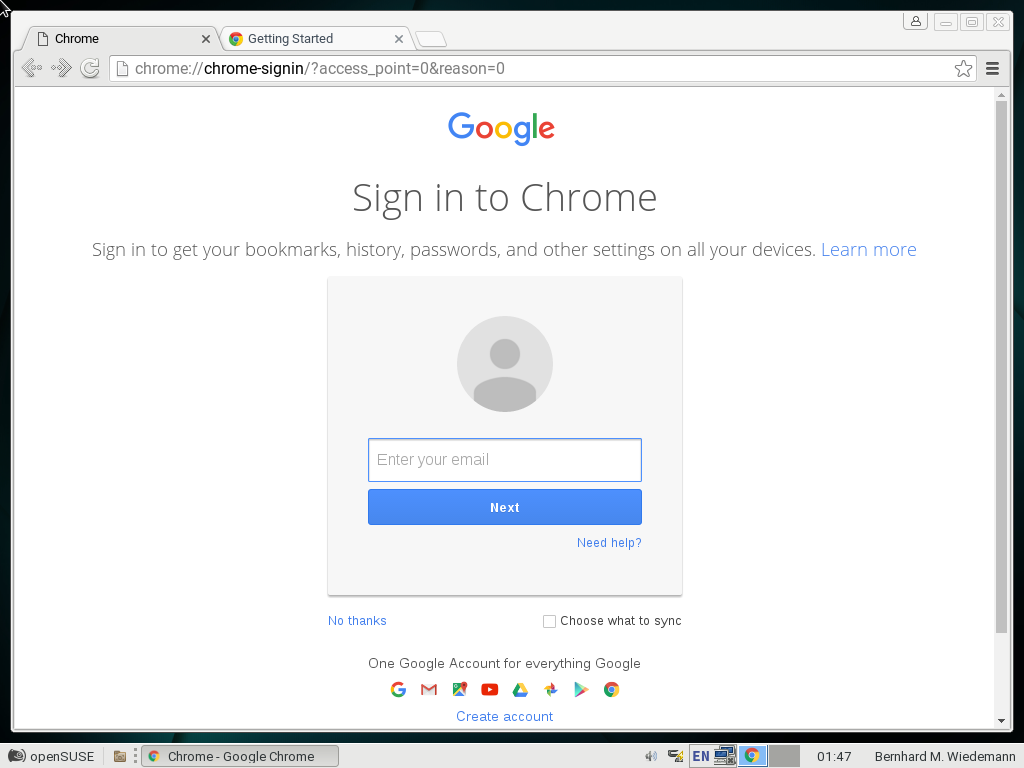 Chrome
Getting Started
chrome://chrome-signin/?access_point=0&reason=0
Google
Sign in to Chrome
Sign in to get your bookmarks, history, passwords, and other settings on all your devices. Learn more
Enter your email
Next
Need help?
No thanks
Choose what to sync
One Google Account for everything Google
Create account
openSUSE
Chrome - Google Chrome
EN
01:47
Bernhard M. Wiedemann